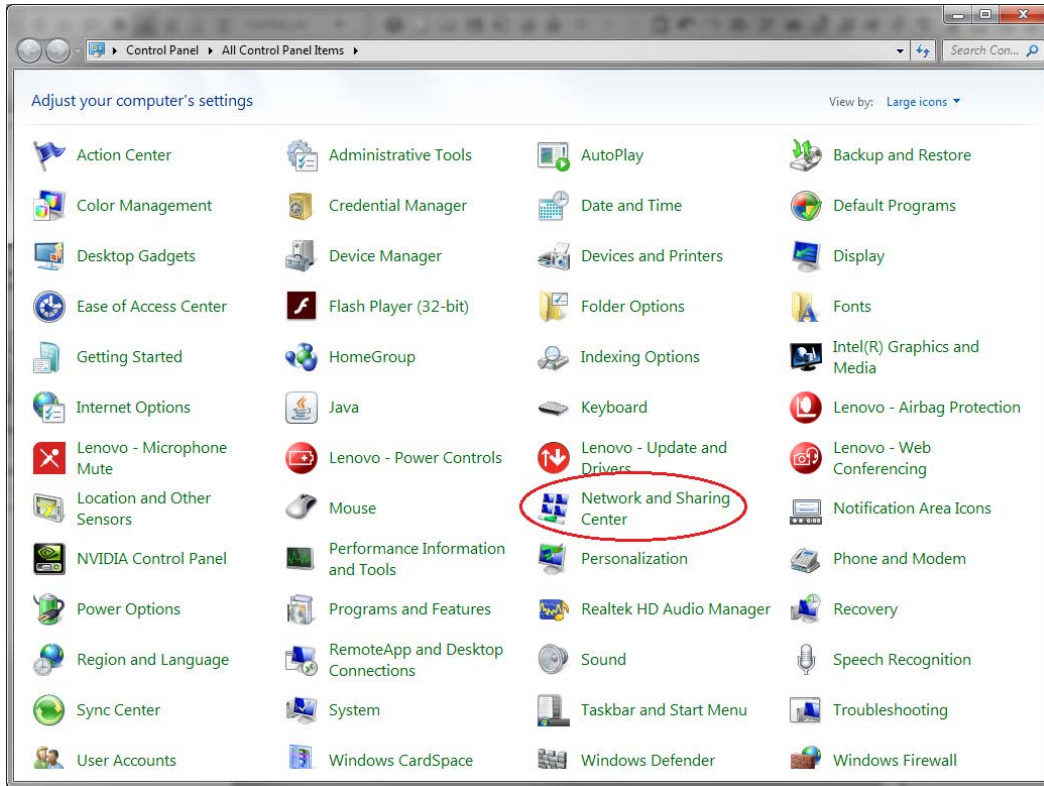 Control Panel All Control Panel Items Search Con...
Adjust your computer's settings View by: Large icons
Action Center Administrative Tools AutoPlay Backup and Restore
Color Management Credential Manager Date and Time Default Programs
Desktop Gadgets Device Manager Devices and Printers Display
Ease of Access Center Flash Player (32-bit) Folder Options Fonts
Getting Started HomeGroup Indexing Options Intel(R) Graphics and
Media
Internet Options Java Keyboard Lenovo - Airbag Protection
Lenovo - Microphone
Mute
Lenovo - Power Controls
Lenovo - Update and
Drivers
Lenovo - Web
Conferencing
Location and Other
Sensors
Mouse
Network and Sharing
Center
Notification Area Icons
NVIDIA Control Panel
Performance Information
and Tools
Personalization
Phone and Modem
Power Options Programs and Features Realtek HD Audio Manager Recovery
Region and Language
RemoteApp and Desktop
Connections
Sound
Speech Recognition
Sync Center System Taskbar and Start Menu Troubleshooting
User Accounts Windows CardSpace Windows Defender Windows Firewall